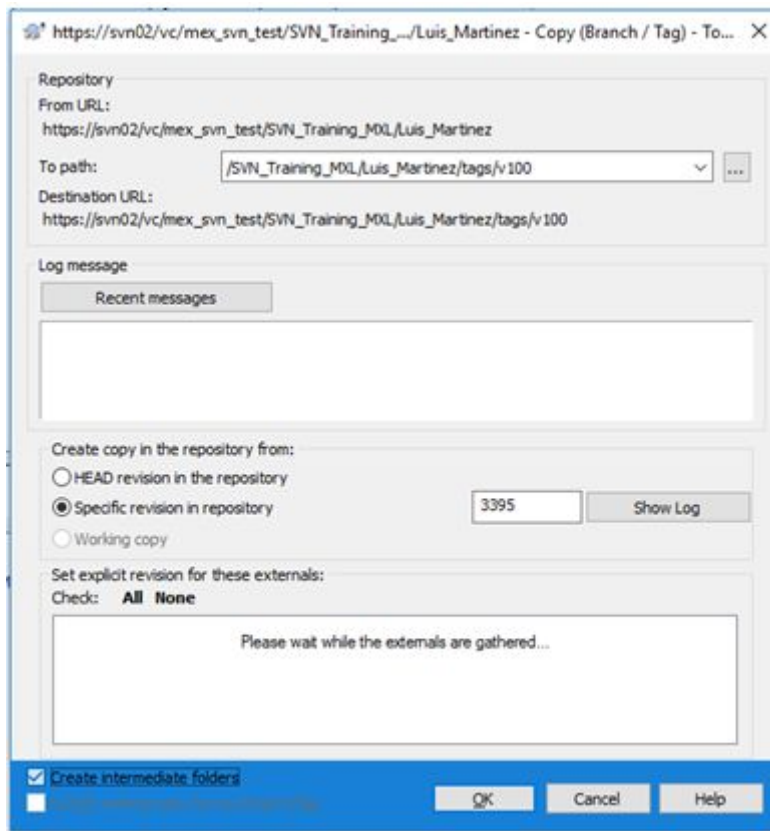 https://svn02/vc/mex_svn_test/SVN_Training_.../Luis_Martinez - Copy (Branch / Tag) - To...
Repository
From URL:
https://svn02/vc/mex_svn_test/SVN_Training_MXL/Luis_Martinez
To path:
/SVN_Training_MXL/Luis_Martinez/tags/v100
...
Destination URL:
https://svn02/vc/mex_svn_test/SVN_Training_MXL/Luis_Martinez/tags/v100
Log message
Recent messages
Create copy in the repository from:
HEAD revision in the repository
Specific revision in repository
3395
Show Log
Working copy
Set explicit revision for these externals:
Check: All None
Please wait while the externals are gathered...
Create intermediate folders
OK
Cancel
Help